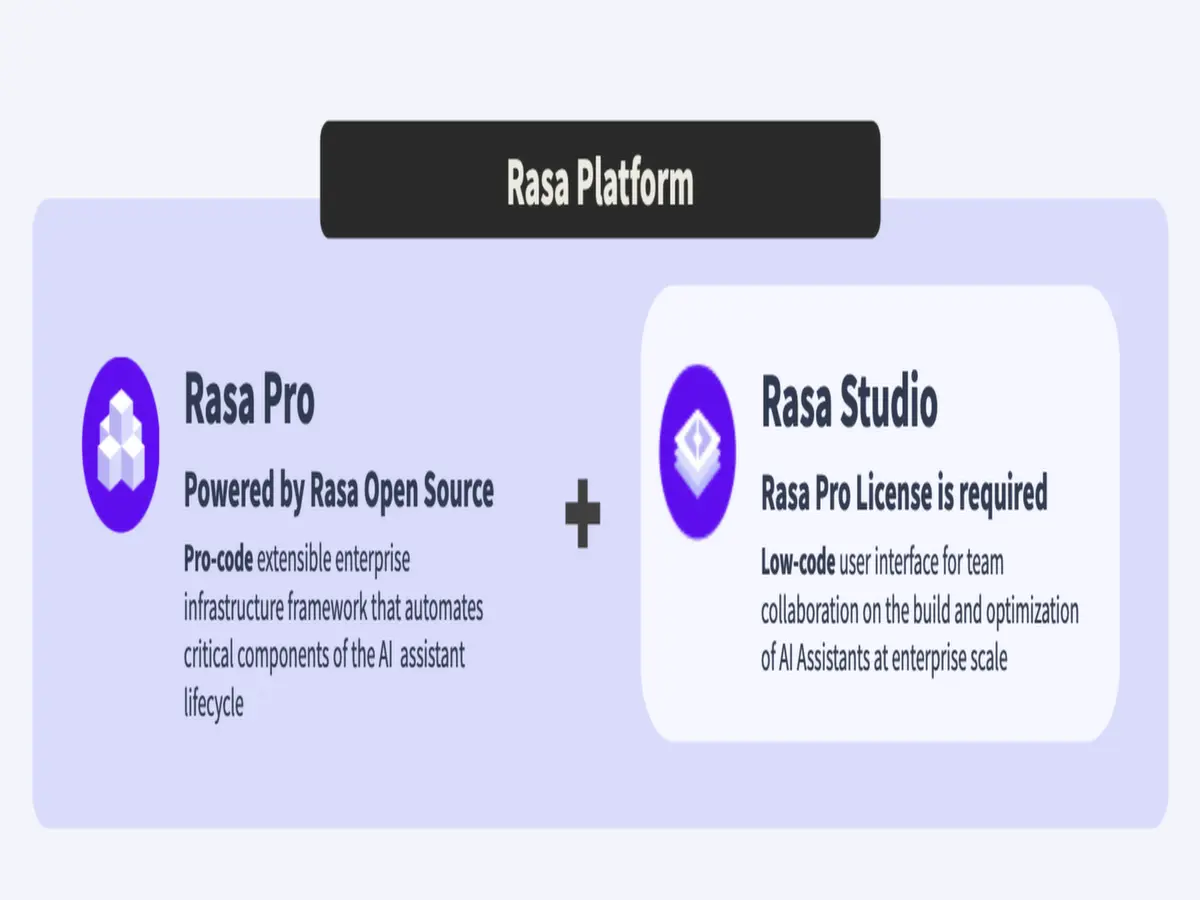 Rasa Platform
Rasa Pro
Powered by Rasa Open Source
Pro-code extensible enterprise
infrastructure framework that automates
critical components of the AI assistant
lifecycle
+
Rasa Studio
Rasa Pro License is required
Low-code user interface for team
collaboration on the build and optimization
of AI Assistants at enterprise scale